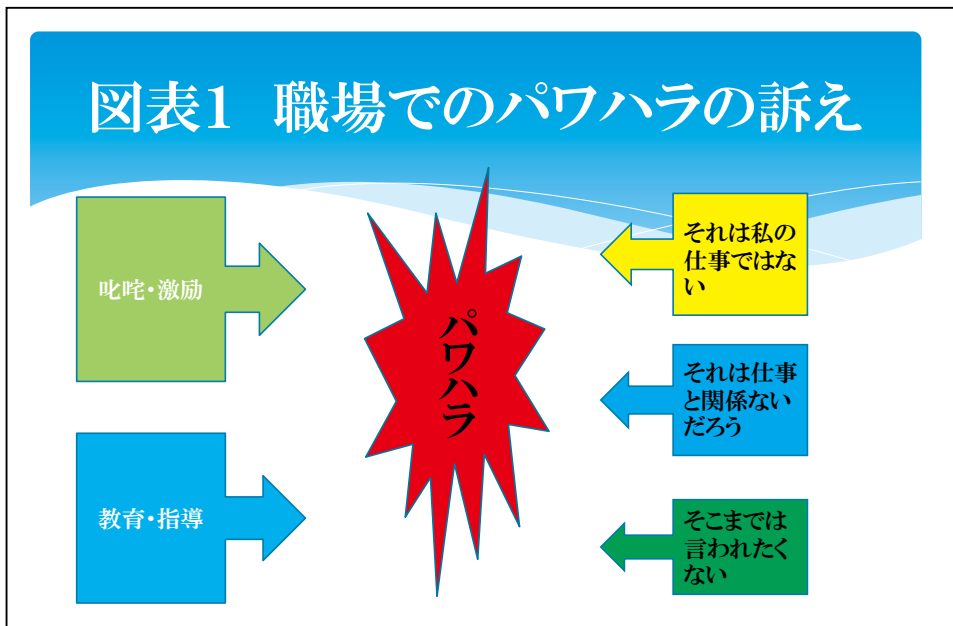 図表1 職場でのパワハラの訴え
叱咤・激励
教育・指導
パワハラ
それは私の
仕事ではな
い
それは仕事
と関係ない
だろう
そこまでは
言われたく
ない